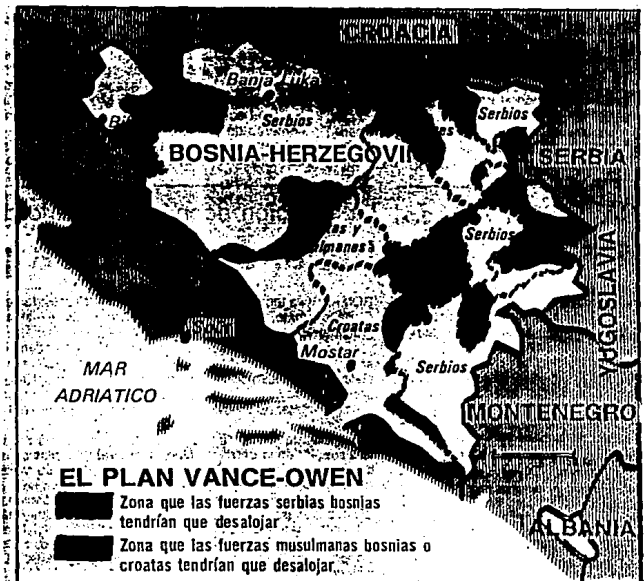 CROACIA
Banja Luka
Serbios
Serbios
BOSNIA-HERZEGOVI
SERBIA
Serbios
YUGOSLAVIA
Croatas
Mostar
Serbios
MAR
ADRIATICO
MONTENEGRO
ALBANIA
EL PLAN VANCE-OWEN
Zona que las fuerzas serbias bosnias
tendrían que desalojar
Zona que las fuerzas musulmanas bosnias o
croatas tendrían que desalojar